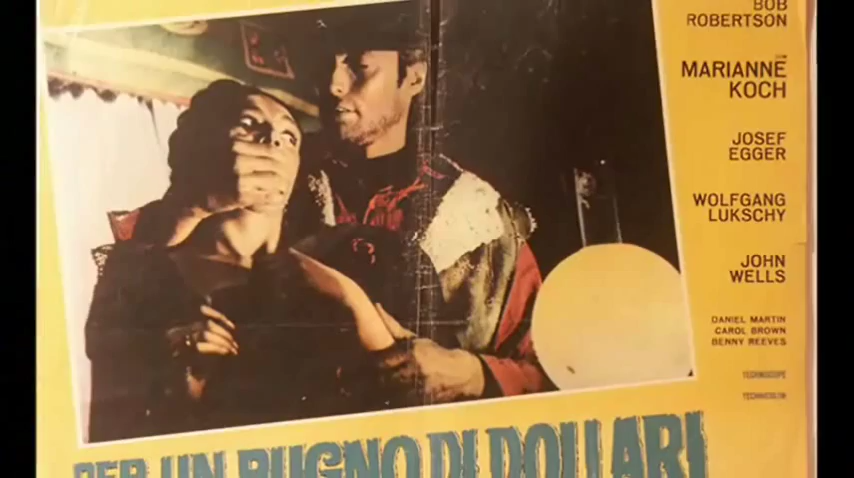 BOB
ROBERTSON
CON
MARIANNE
KOCH
JOSEF
EGGER
WOLFGANG
LUKSCHY
JOHN
WELLS
DANIEL MARTIN
CAROL BROWN
BENNY REEVES
TECHNISCOPE
TECHNICOLOR
PER UN PUGNO DI DOLLARI